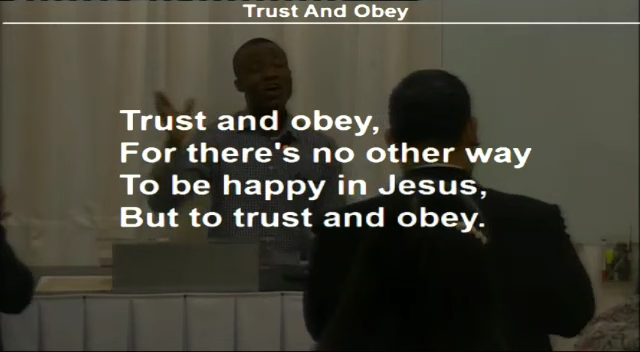 Trust And Obey
Trust and obey,
For there's no other way
To be happy in Jesus,
But to trust and obey.